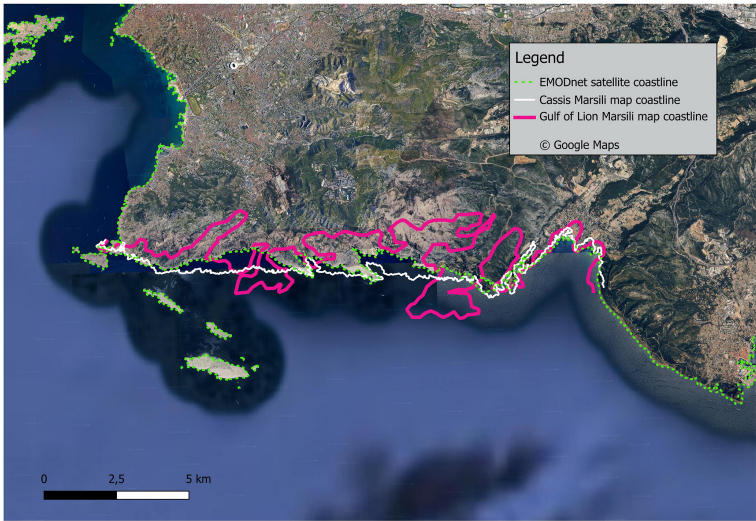 Legend
EMODnet satellite coastline
Cassis Marsili map coastline
Gulf of Lion Marsili map coastline
© Google Maps
0 2,5 5 km